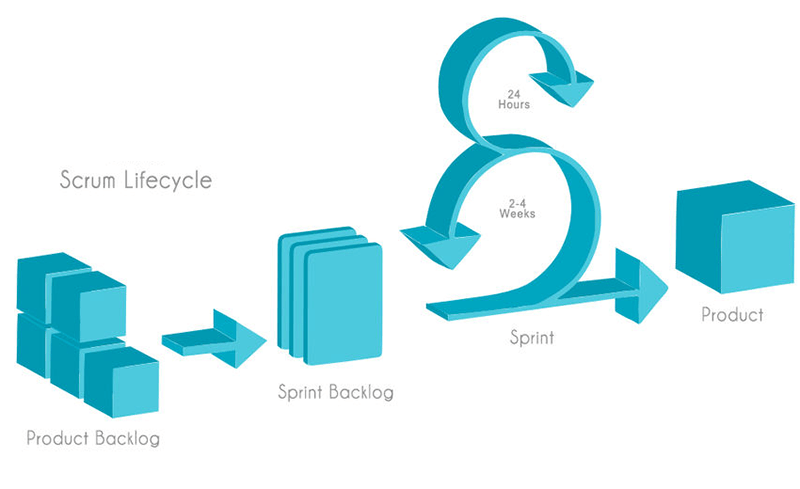 Scrum Lifecycle
24
Hours
2-4
Weeks
Product Backlog
Sprint Backlog
Sprint
Product